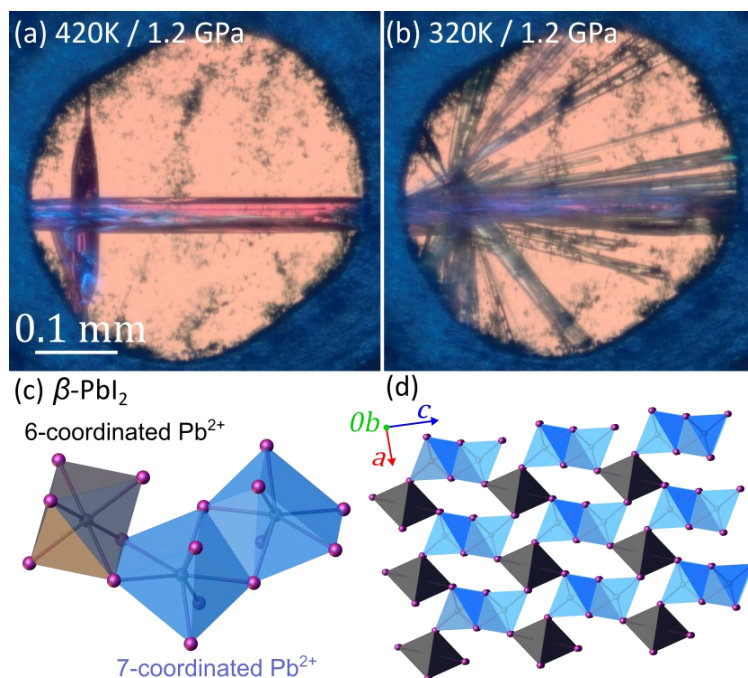 (a) 420K / 1.2 GPa
(b) 320K / 1.2 GPa
0.1 mm
(c) β-PbI₂
6-coordinated Pb²⁺
7-coordinated Pb²⁺
(d)
0b
c
a